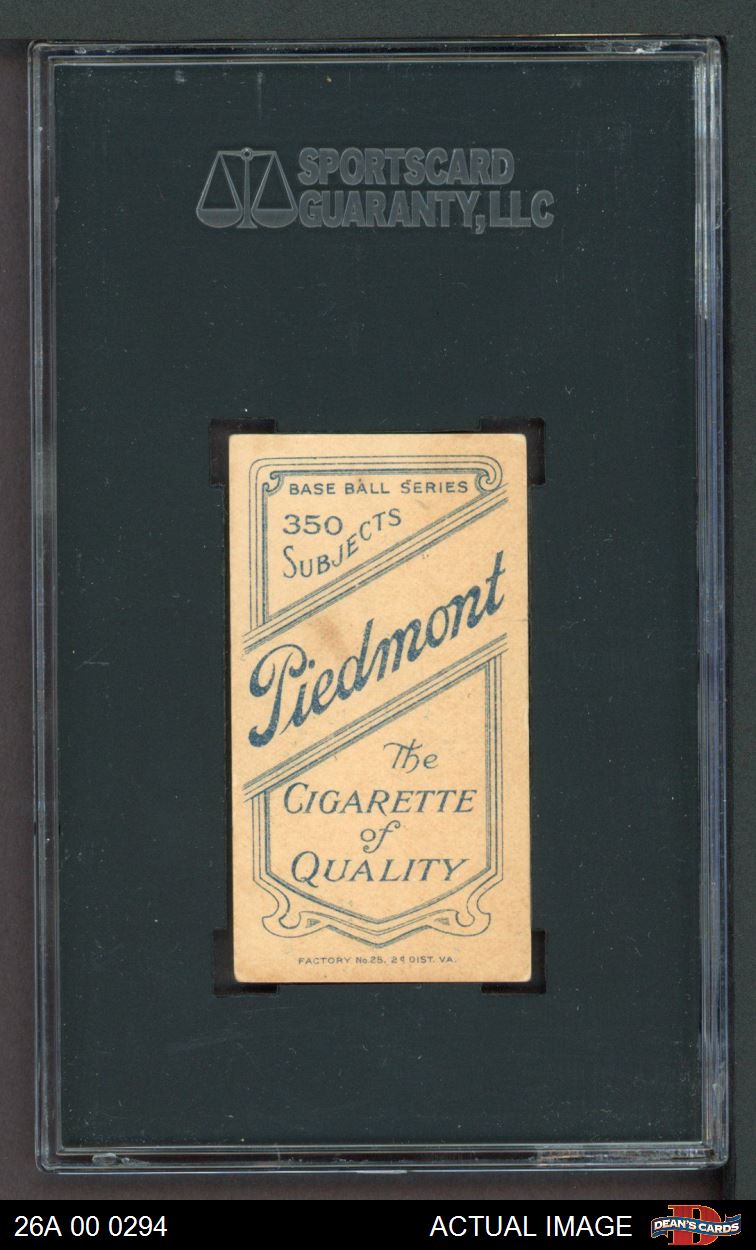 SPORTSCARD
GUARANTY, LLC
BASE BALL SERIES
350
SUBJECTS
Piedmont
The
CIGARETTE
of
QUALITY
FACTORY No. 25. 2d DIST. VA.
26A 00 0294
ACTUAL IMAGE
DEAN'S CARDS